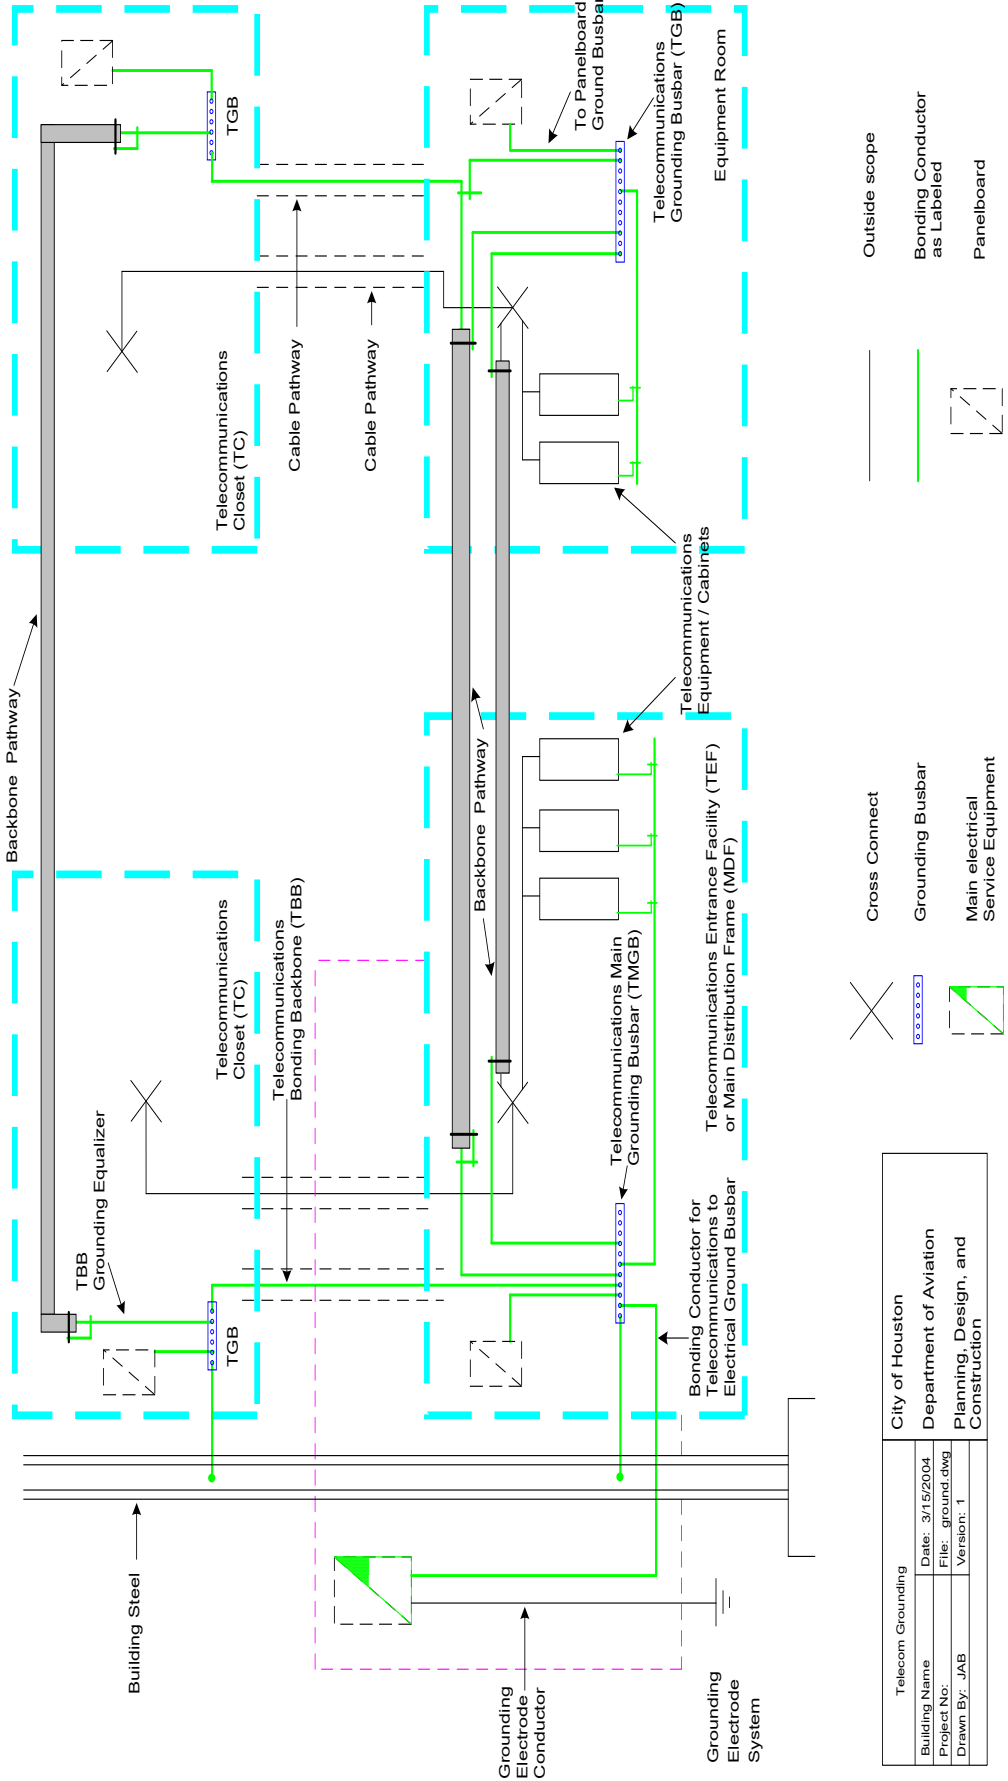 Building Steel
TBB
Grounding Equalizer
Backbone Pathway
TGB
TGB
Telecommunications
Closet (TC)
Telecommunications
Closet (TC)
Telecommunications
Bonding Backbone (TBB)
Cable Pathway
Cable Pathway
Grounding
Electrode
Conductor
Backbone Pathway
To Panelboard
Ground Busbar
Telecommunications Main
Grounding Busbar (TMGB)
Telecommunications
Grounding Busbar (TGB)
Bonding Conductor for
Telecommunications to
Electrical Ground Busbar
Telecommunications Entrance Facility (TEF)
or Main Distribution Frame (MDF)
Telecommunications
Equipment / Cabinets
Equipment Room
Grounding
Electrode
System
Cross Connect
Grounding Busbar
Main electrical
Service Equipment
Outside scope
Bonding Conductor
as Labeled
Panelboard
Telecom Grounding
Building Name
Date: 3/15/2004
Project No:
File: ground.dwg
Drawn By: JAB
Version: 1
City of Houston
Department of Aviation
Planning, Design, and
Construction